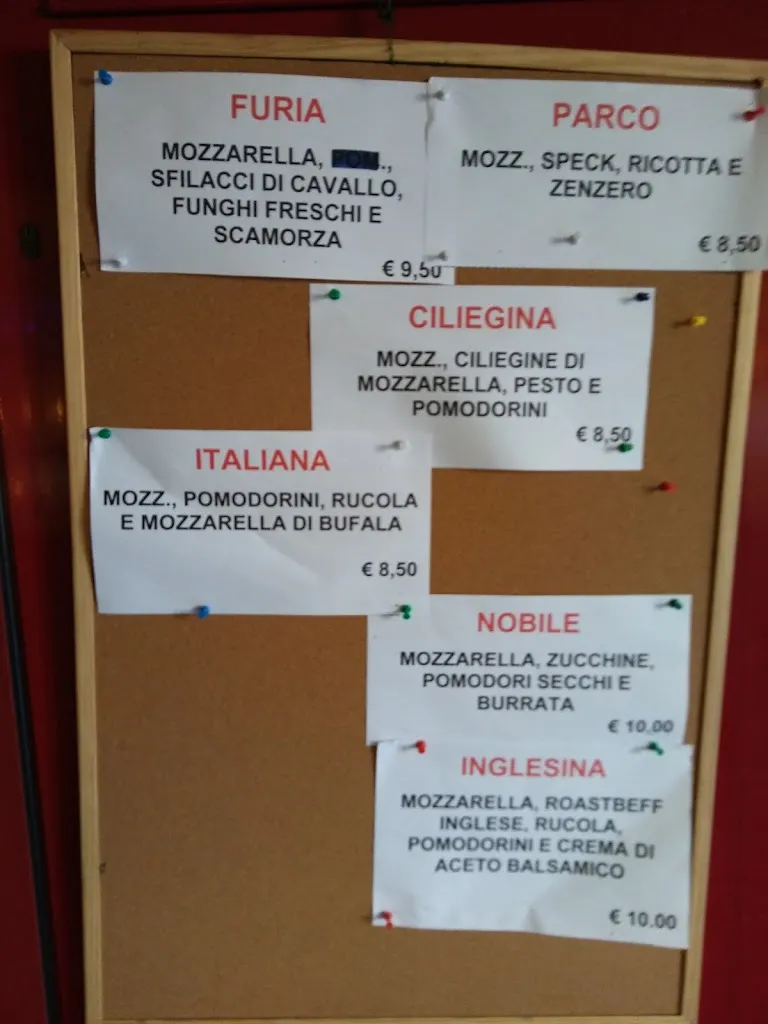 FURIA
MOZZARELLA, POM.,
SFILACCI DI CAVALLO,
FUNGHI FRESCHI E
SCAMORZA
€ 9,50
PARCO
MOZZ., SPECK, RICOTTA E
ZENZERO
€ 8,50
CILIEGINA
MOZZ., CILIEGINE DI
MOZZARELLA, PESTO E
POMODORINI
€ 8,50
ITALIANA
MOZZ., POMODORINI, RUCOLA
E MOZZARELLA DI BUFALA
€ 8,50
NOBILE
MOZZARELLA, ZUCCHINE,
POMODORI SECCHI E
BURRATA
€ 10.00
INGLESINA
MOZZARELLA, ROASTBEFF
INGLESE, RUCOLA,
POMODORINI E CREMA DI
ACETO BALSAMICO
€ 10.00